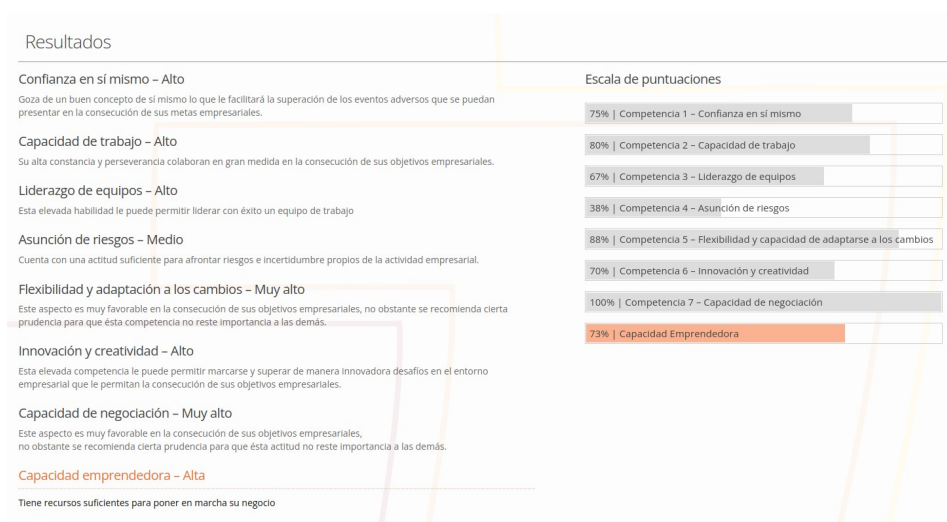 Resultados
Confianza en sí mismo – Alto
Goza de un buen concepto de sí mismo lo que le facilitará la superación de los eventos adversos que se puedan
presentar en la consecución de sus metas empresariales.
Capacidad de trabajo – Alto
Su alta constancia y perseverancia colaboran en gran medida en la consecución de sus objetivos empresariales.
Liderazgo de equipos – Alto
Esta elevada habilidad le puede permitir liderar con éxito un equipo de trabajo
Asunción de riesgos – Medio
Cuenta con una actitud suficiente para afrontar riesgos e incertidumbre propios de la actividad empresarial.
Flexibilidad y adaptación a los cambios – Muy alto
Este aspecto es muy favorable en la consecución de sus objetivos empresariales, no obstante se recomienda cierta
prudencia para que ésta competencia no reste importancia a las demás.
Innovación y creatividad – Alto
Esta elevada competencia le puede permitir marcarse y superar de manera innovadora desafíos en el entorno
empresarial que le permitan la consecución de sus objetivos empresariales.
Capacidad de negociación – Muy alto
Este aspecto es muy favorable en la consecución de sus objetivos empresariales,
no obstante se recomienda cierta prudencia para que ésta actitud no reste importancia a las demás.
Capacidad emprendedora – Alta
Tiene recursos suficientes para poner en marcha su negocio
Escala de puntuaciones
75% | Competencia 1 – Confianza en sí mismo
80% | Competencia 2 – Capacidad de trabajo
67% | Competencia 3 – Liderazgo de equipos
38% | Competencia 4 – Asunción de riesgos
88% | Competencia 5 – Flexibilidad y capacidad de adaptarse a los cambios
70% | Competencia 6 – Innovación y creatividad
100% | Competencia 7 – Capacidad de negociación
73% | Capacidad Emprendedora